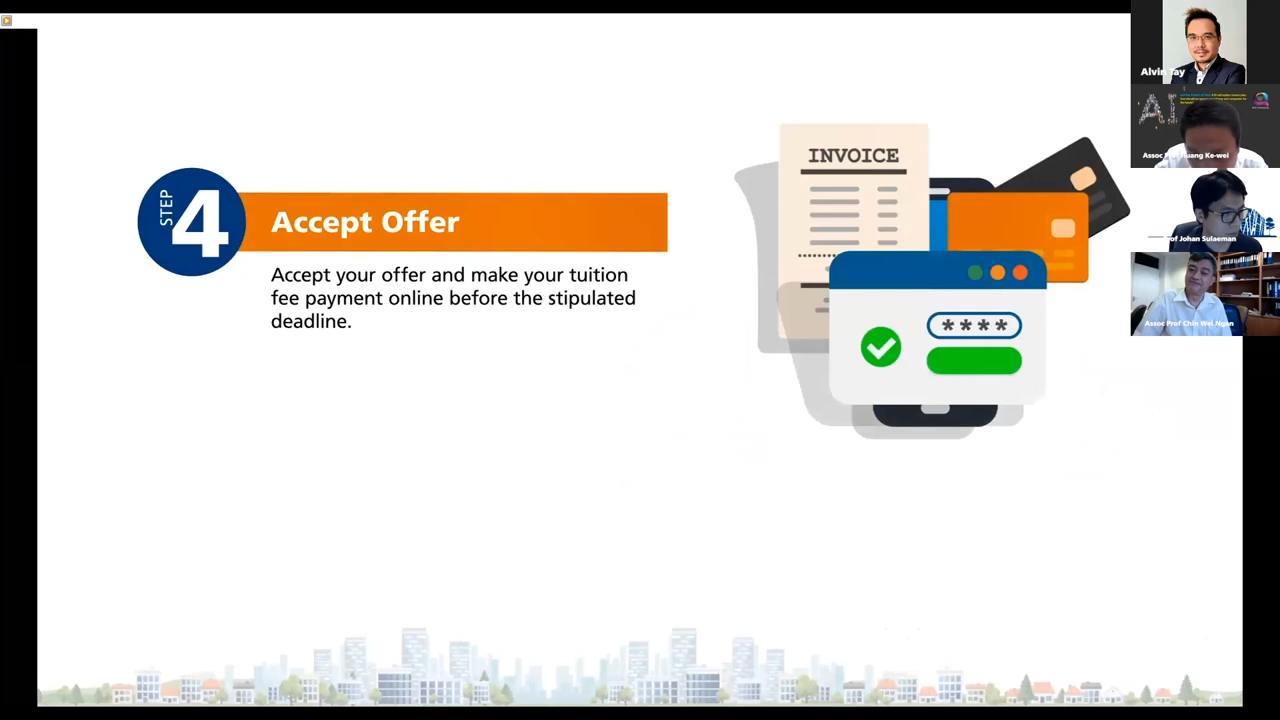 STEP
4
Accept Offer
Accept your offer and make your tuition
fee payment online before the stipulated
deadline.
INVOICE
****
Alvin Tay
AI
Assoc Huang Ke-wei
Prof Johan Sulaeman
Assoc Prof Chin Wei Ngan